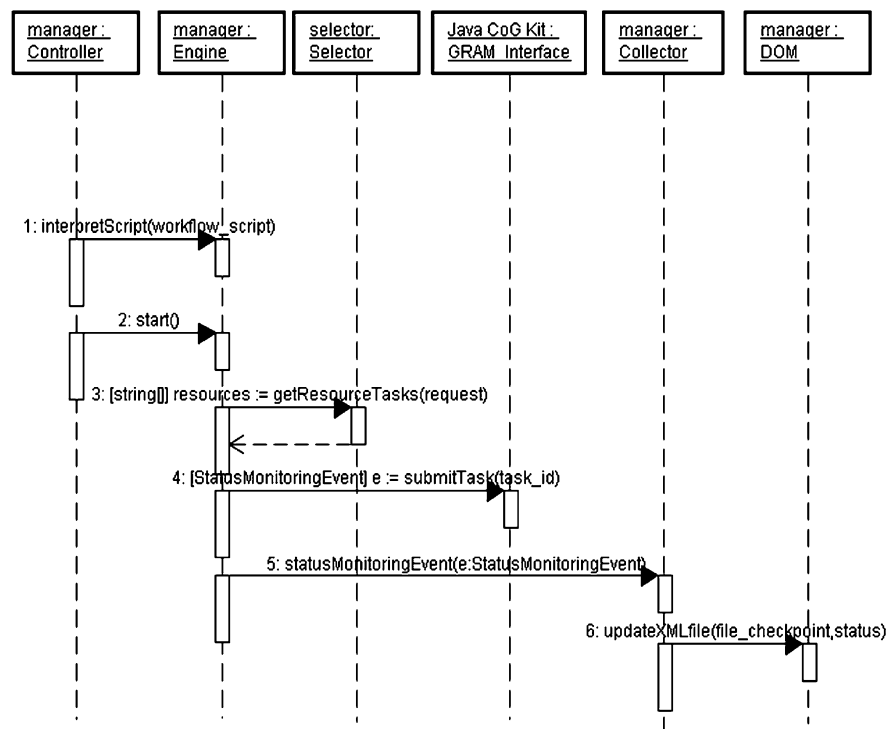 manager :
Controller
manager :
Engine
selector:
Selector
Java CoG Kit :
GRAM_Interface
manager :
Collector
manager :
DOM
1: interpretScript(workflow_script)
2: start()
3: [string[]] resources := getResourceTasks(request)
4: [StatusMonitoringEvent] e := submitTask(task_id)
5: statusMonitoringEvent(e:StatusMonitoringEvent)
6: updateXMLfile(file_checkpoint,status)